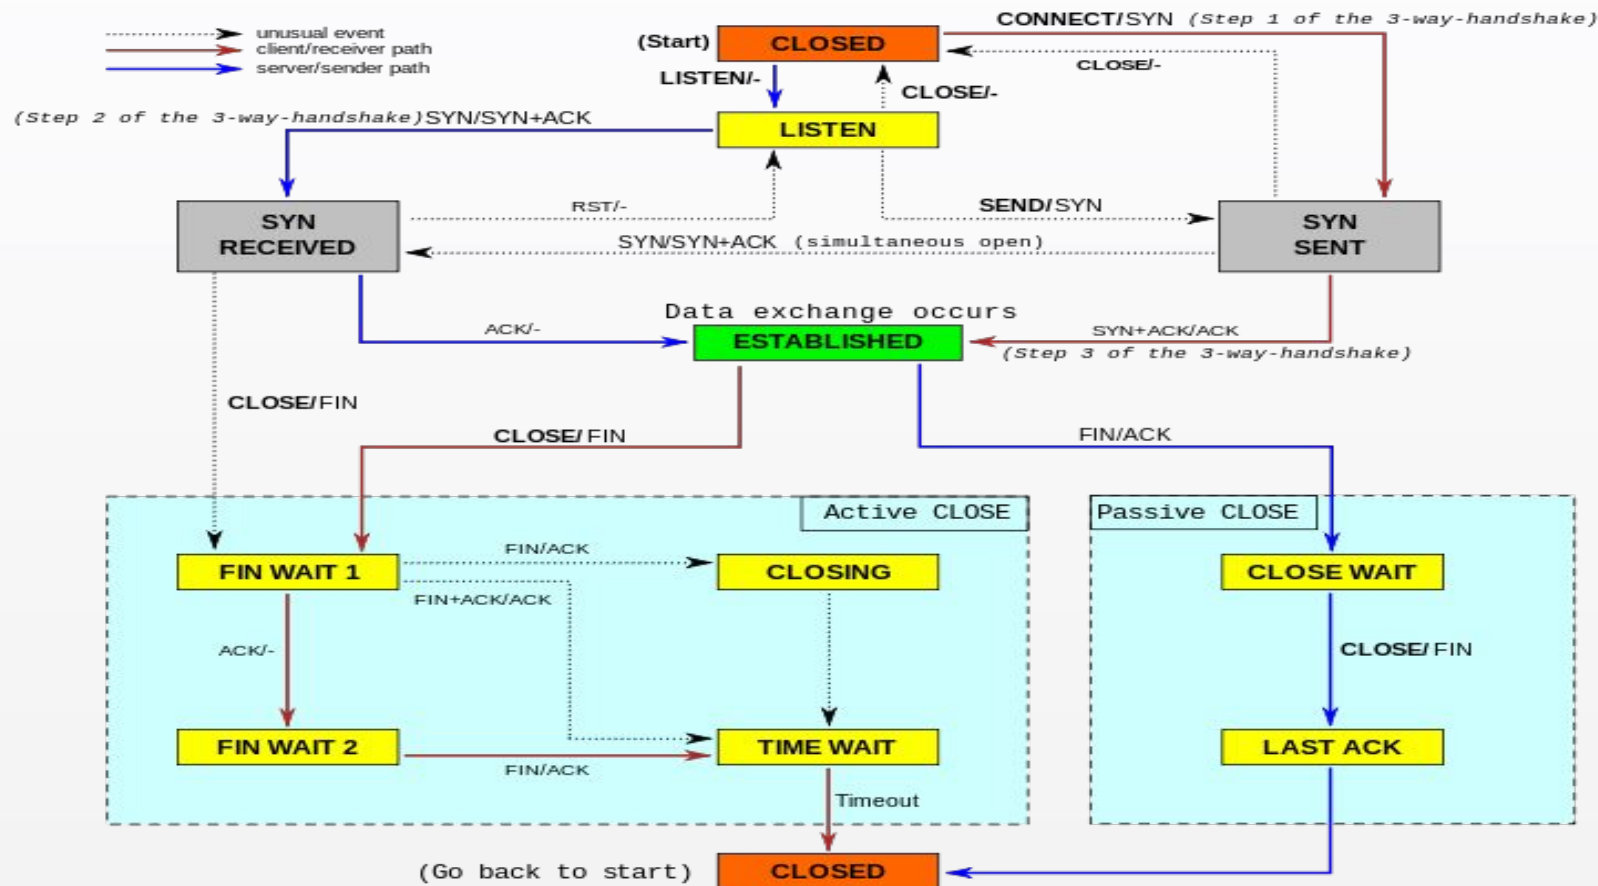 CONNECT/SYN (Step 1 of the 3-way-handshake)
unusual event
client/receiver path
server/sender path
(Start)
CLOSED
CLOSE/-
LISTEN/-
CLOSE/-
(Step 2 of the 3-way-handshake)SYN/SYN+ACK
LISTEN
RST/-
SEND/SYN
SYN
RECEIVED
SYN
SENT
SYN/SYN+ACK (simultaneous open)
Data exchange occurs
ACK/-
ESTABLISHED
SYN+ACK/ACK
(Step 3 of the 3-way-handshake)
CLOSE/FIN
CLOSE/FIN
FIN/ACK
Active CLOSE
Passive CLOSE
FIN WAIT 1
FIN/ACK
CLOSING
CLOSE WAIT
FIN+ACK/ACK
ACK/-
CLOSE/FIN
FIN WAIT 2
TIME WAIT
LAST ACK
FIN/ACK
Timeout
(Go back to start)
CLOSED